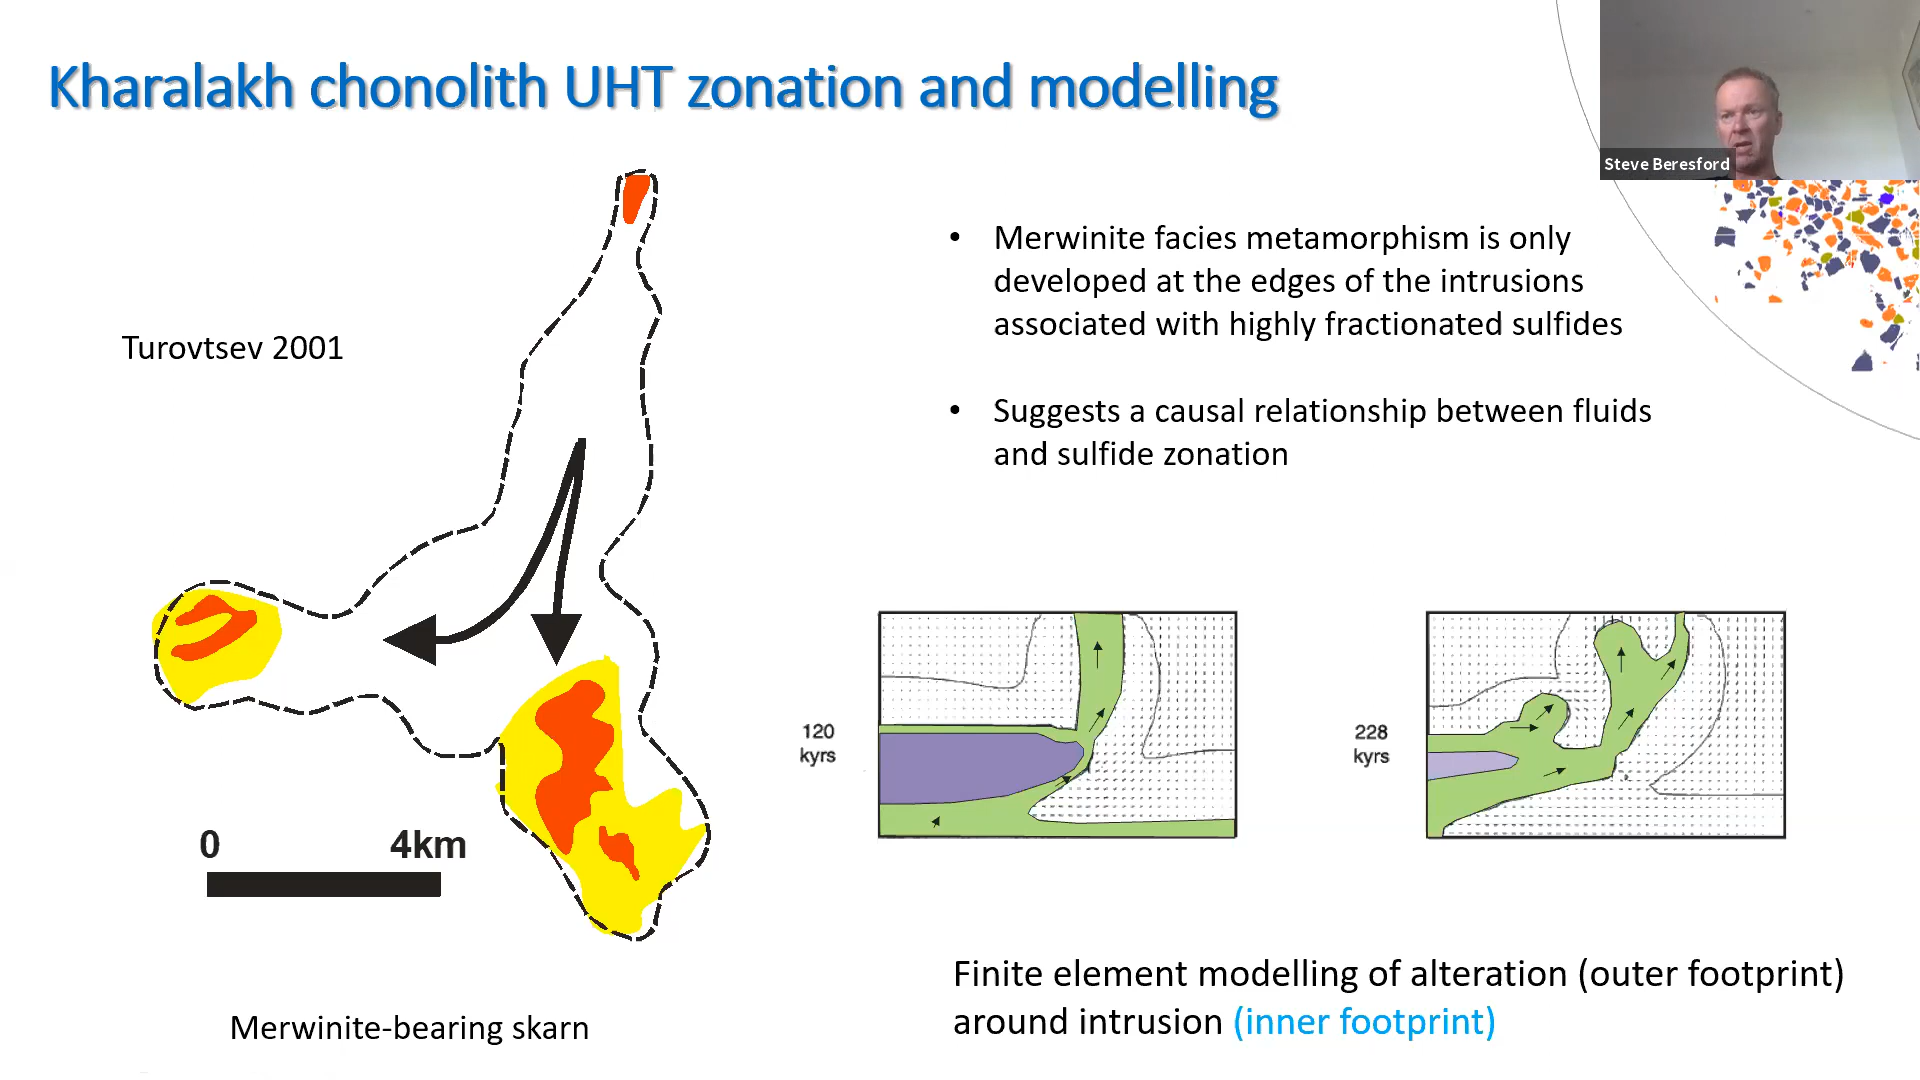 Kharalakh chonolith UHT zonation and modelling
Steve Beresford
Turovtsev 2001
• Merwinite facies metamorphism is only
developed at the edges of the intrusions
associated with highly fractionated sulfides
• Suggests a causal relationship between fluids
and sulfide zonation
0 4km
Merwinite-bearing skarn
120
kyrs
228
kyrs
Finite element modelling of alteration (outer footprint)
around intrusion (inner footprint)